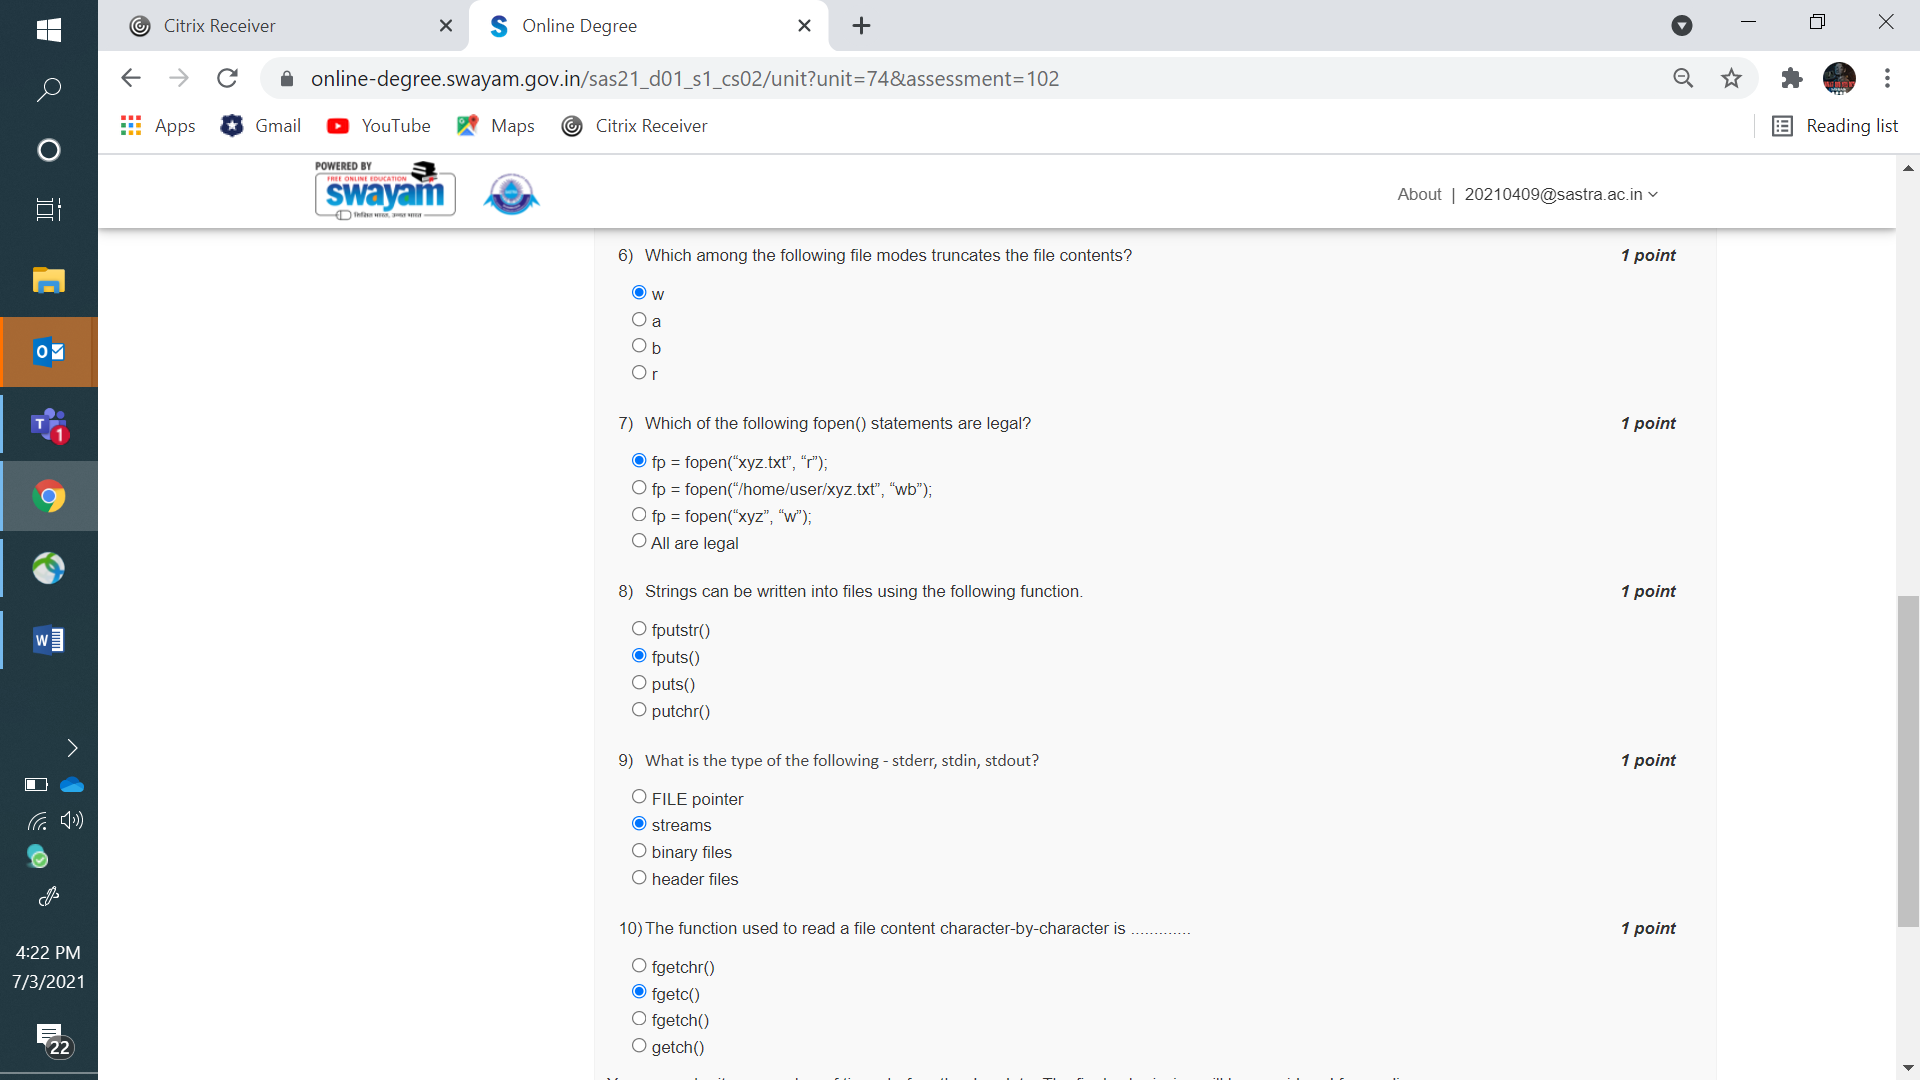 Citrix Receiver
Online Degree
online-degree.swayam.gov.in/sas21_d01_s1_cs02/unit?unit=74&assessment=102
Apps
Gmail
YouTube
Maps
Citrix Receiver
Reading list
POWERED BY
FREE ONLINE EDUCATION
swayam
About | 20210409@sastra.ac.in
6) Which among the following file modes truncates the file contents? 1 point
w
a
b
r
7) Which of the following fopen() statements are legal? 1 point
fp = fopen(“xyz.txt”, “r”);
fp = fopen(“/home/user/xyz.txt”, “wb”);
fp = fopen(“xyz”, “w”);
All are legal
8) Strings can be written into files using the following function. 1 point
fputstr()
fputs()
puts()
putchr()
9) What is the type of the following - stderr, stdin, stdout? 1 point
FILE pointer
streams
binary files
header files
10) The function used to read a file content character-by-character is ............. 1 point
fgetchr()
fgetc()
fgetch()
getch()
4:22 PM
7/3/2021
22
1